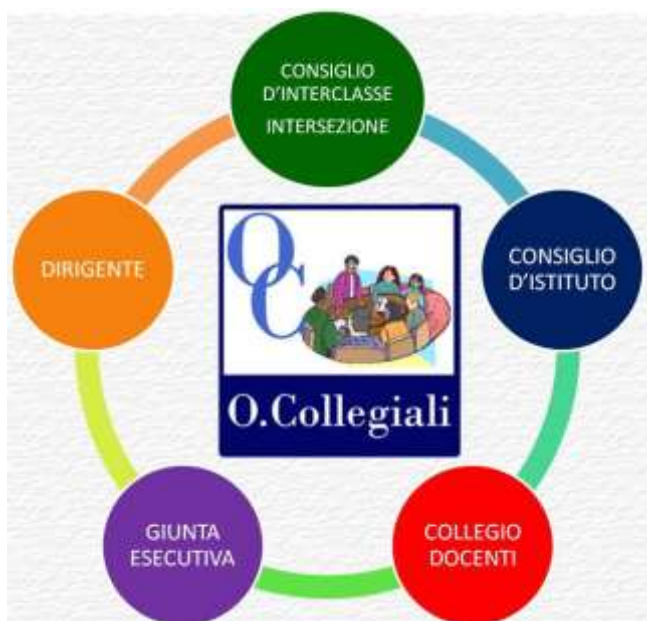 CONSIGLIO
D'INTERCLASSE
INTERSEZIONE
DIRIGENTE
CONSIGLIO
D'ISTITUTO
OC
O.Collegiali
GIUNTA
ESECUTIVA
COLLEGIO
DOCENTI